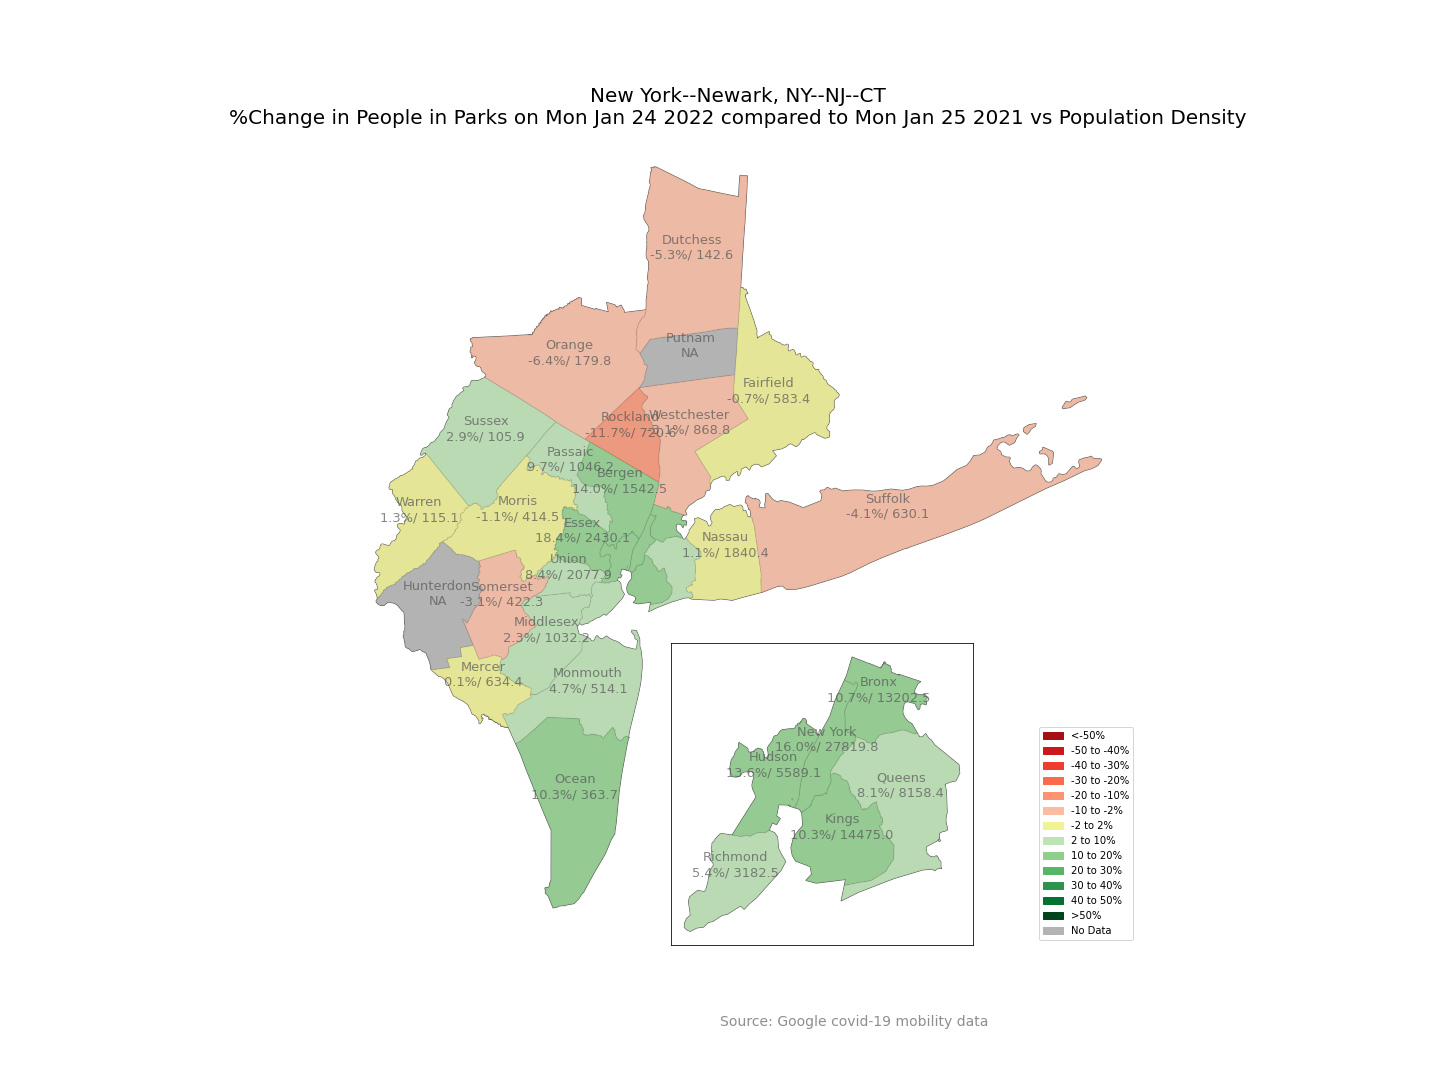 New York--Newark, NY--NJ--CT
%Change in People in Parks on Mon Jan 24 2022 compared to Mon Jan 25 2021 vs Population Density
Dutchess
-5.3%/ 142.6
Putnam
NA
Orange
-6.4%/ 179.8
Fairfield
-0.7%/ 583.4
Rockland
-11.7%/ 720.6
Westchester
/ 868.8
Sussex
2.9%/ 105.9
Passaic
9.7%/ 1046.2
Bergen
14.0%/ 1542.5
Warren
1.3%/ 115.1
Morris
-1.1%/ 414.5
Suffolk
-4.1%/ 630.1
Essex
18.4%/ 2430.1
Nassau
1.1%/ 1840.4
Union
8.4%/ 2077.9
Hunterdon
NA
Somerset
-3.1%/ 422.3
Middlesex
2.3%/ 1032.2
Mercer
0.1%/ 634.4
Monmouth
4.7%/ 514.1
Ocean
10.3%/ 363.7
Bronx
10.7%/ 13202.5
New York
16.0%/ 27819.8
Hudson
13.6%/ 5589.1
Queens
8.1%/ 8158.4
Kings
10.3%/ 14475.0
Richmond
5.4%/ 3182.5
<-50%
-50 to -40%
-40 to -30%
-30 to -20%
-20 to -10%
-10 to -2%
-2 to 2%
2 to 10%
10 to 20%
20 to 30%
30 to 40%
40 to 50%
>50%
No Data
Source: Google covid-19 mobility data